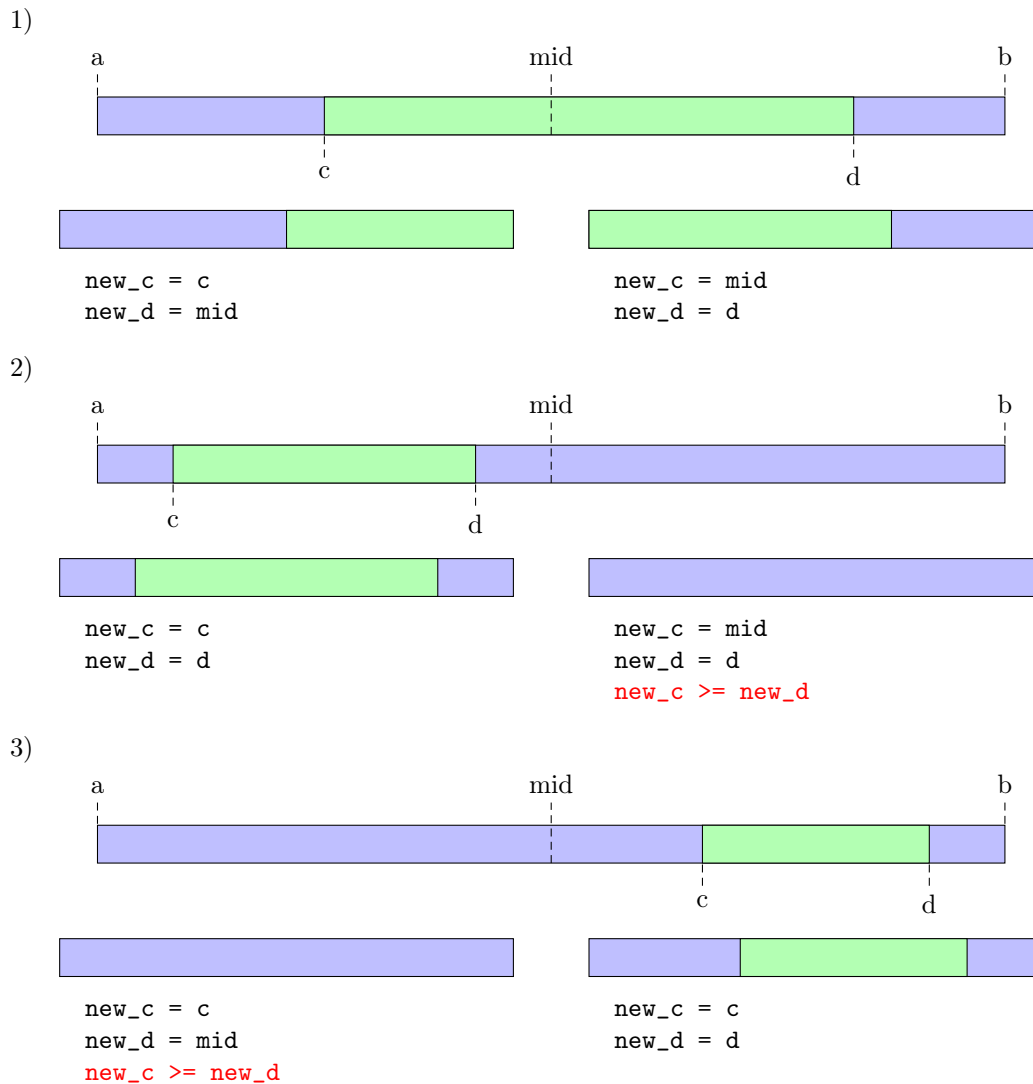 1)
a mid b
c d
new_c = c new_c = mid
new_d = mid new_d = d
2)
a mid b
c d
new_c = c new_c = mid
new_d = d new_d = d
new_c >= new_d
3)
a mid b
c d
new_c = c new_c = c
new_d = mid new_d = d
new_c >= new_d